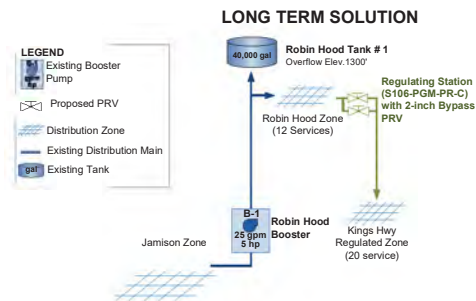 LONG TERM SOLUTION
LEGEND
Existing Booster
Pump
Proposed PRV
Distribution Zone
Existing Distribution Main
gal Existing Tank
40,000 gal
Robin Hood Tank # 1
Overflow Elev.1300'
Robin Hood Zone
(12 Services)
Regulating Station
(S106-PGM-PR-C)
with 2-inch Bypass
PRV
B-1
25 gpm
5 hp
Robin Hood
Booster
Jamison Zone
Kings Hwy
Regulated Zone
(20 service)